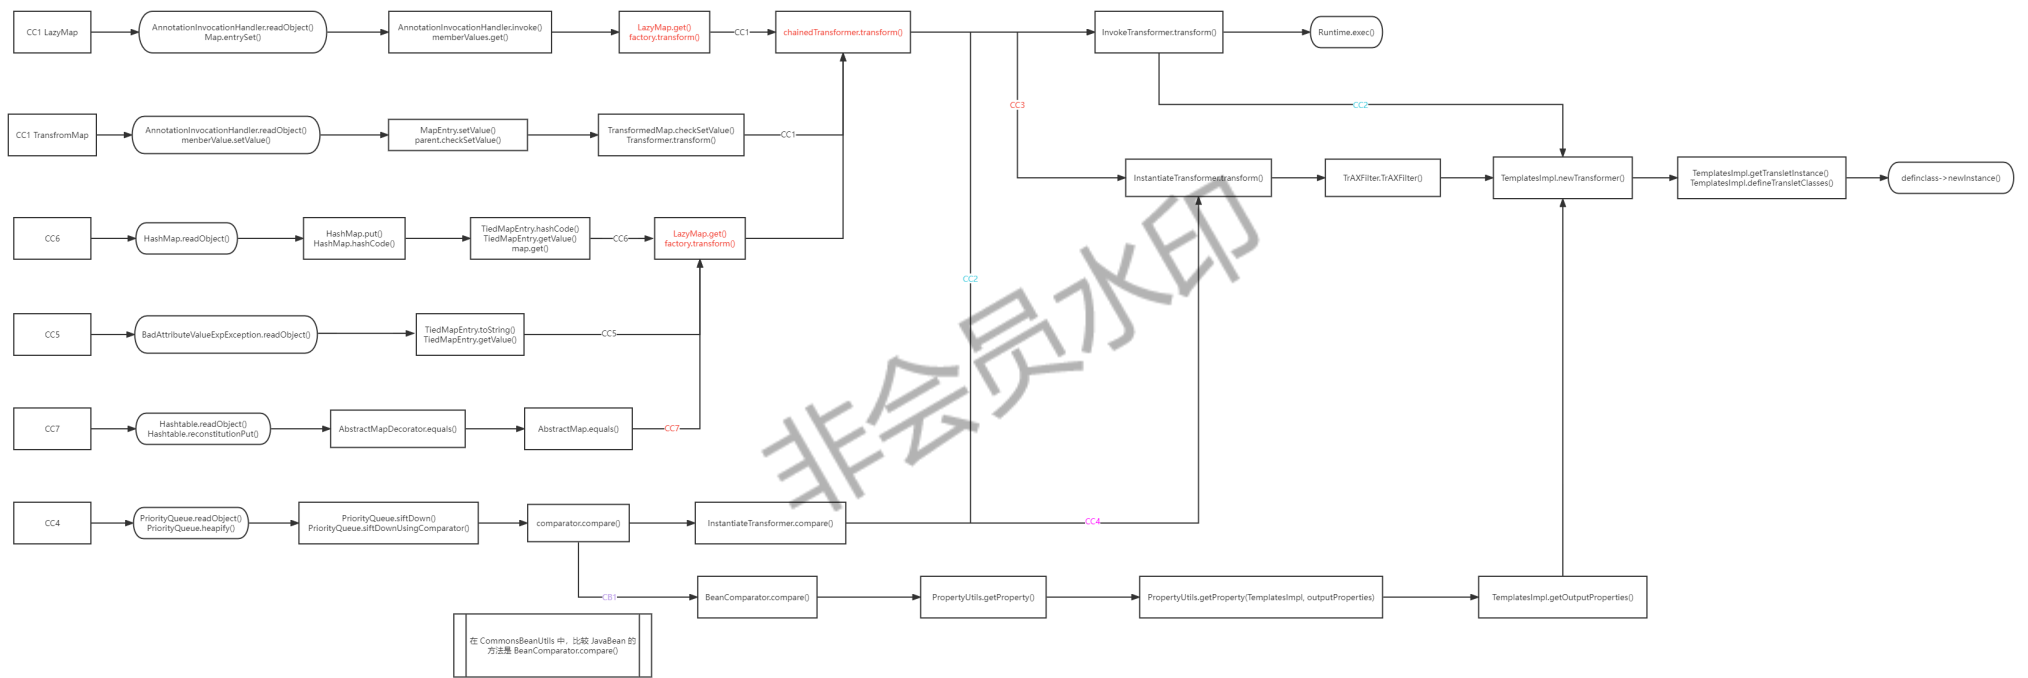 CC1 LazyMap
AnnotationInvocationHandler.readObject()
Map.entrySet()
AnnotationInvocationHandler.invoke()
memberValues.get()
LazyMap.get()
factory.transform()
CC1
chainedTransformer.transform()
InvokeTransformer.transform()
Runtime.exec()
CC3
CC2
CC1 TransfromMap
AnnotationInvocationHandler.readObject()
menberValue.setValue()
MapEntry.setValue()
parent.checkSetValue()
TransformedMap.checkSetValue()
Transformer.transform()
CC1
InstantiateTransformer.transform()
TrAXFilter.TrAXFilter()
TemplatesImpl.newTransformer()
TemplatesImpl.getTransletInstance()
TemplatesImpl.defineTransletClasses()
definclass->newInstance()
CC6
HashMap.readObject()
HashMap.put()
HashMap.hashCode()
TiedMapEntry.hashCode()
TiedMapEntry.getValue()
map.get()
CC6
LazyMap.get()
factory.transform()
CC2
CC5
BadAttributeValueExpException.readObject()
TiedMapEntry.toString()
TiedMapEntry.getValue()
CC5
非会员水印
CC7
Hashtable.readObject()
Hashtable.reconstitutionPut()
AbstractMapDecorator.equals()
AbstractMap.equals()
CC7
CC4
PriorityQueue.readObject()
PriorityQueue.heapify()
PriorityQueue.siftDown()
PriorityQueue.siftDownUsingComparator()
comparator.compare()
InstantiateTransformer.compare()
CC4
CB1
BeanComparator.compare()
PropertyUtils.getProperty()
PropertyUtils.getProperty(TemplatesImpl, outputProperties)
TemplatesImpl.getOutputProperties()
在 CommonsBeanUtils 中，比较 JavaBean 的
方法是 BeanComparator.compare()